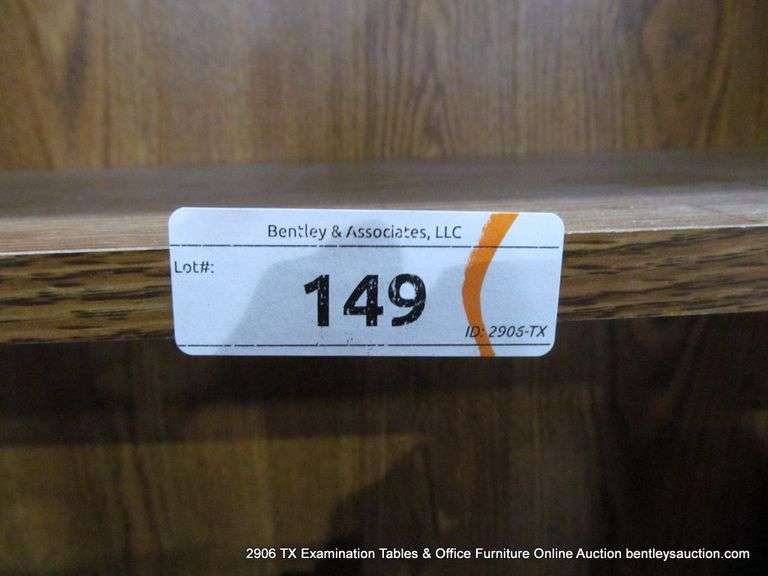 Bentley & Associates, LLC
Lot#:
149
ID: 2906-TX
2906 TX Examination Tables & Office Furniture Online Auction bentleysauction.com